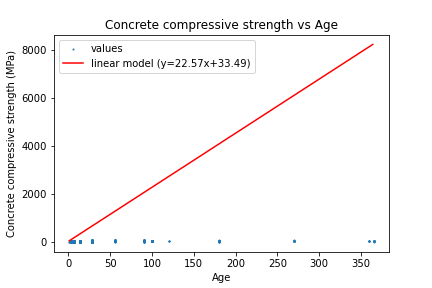 Concrete compressive strength vs Age
values
linear model (y=22.57x+33.49)
Concrete compressive strength (MPa)
8000
6000
4000
2000
0
0 50 100 150 200 250 300 350
Age